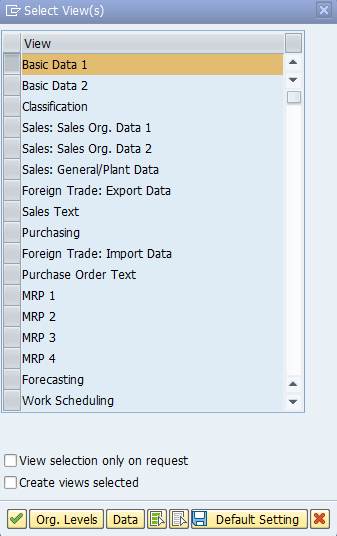 Select View(s)
View
Basic Data 1
Basic Data 2
Classification
Sales: Sales Org. Data 1
Sales: Sales Org. Data 2
Sales: General/Plant Data
Foreign Trade: Export Data
Sales Text
Purchasing
Foreign Trade: Import Data
Purchase Order Text
MRP 1
MRP 2
MRP 3
MRP 4
Forecasting
Work Scheduling
View selection only on request
Create views selected
Org. Levels Data Default Setting